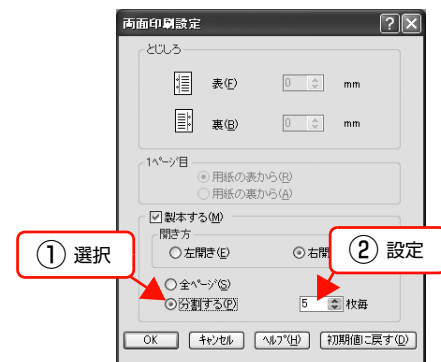 両面印刷設定
とじしろ
表(F) 0 mm
裏(B) 0 mm
1ページ目
用紙の表から(R)
用紙の裏から(A)
製本する(M)
開き方
左開き(E) 右開
① 選択
② 設定
全ページ(S)
分割する(P) 5 枚毎
OK キャンセル ヘルプ(H) 初期値に戻す(D)